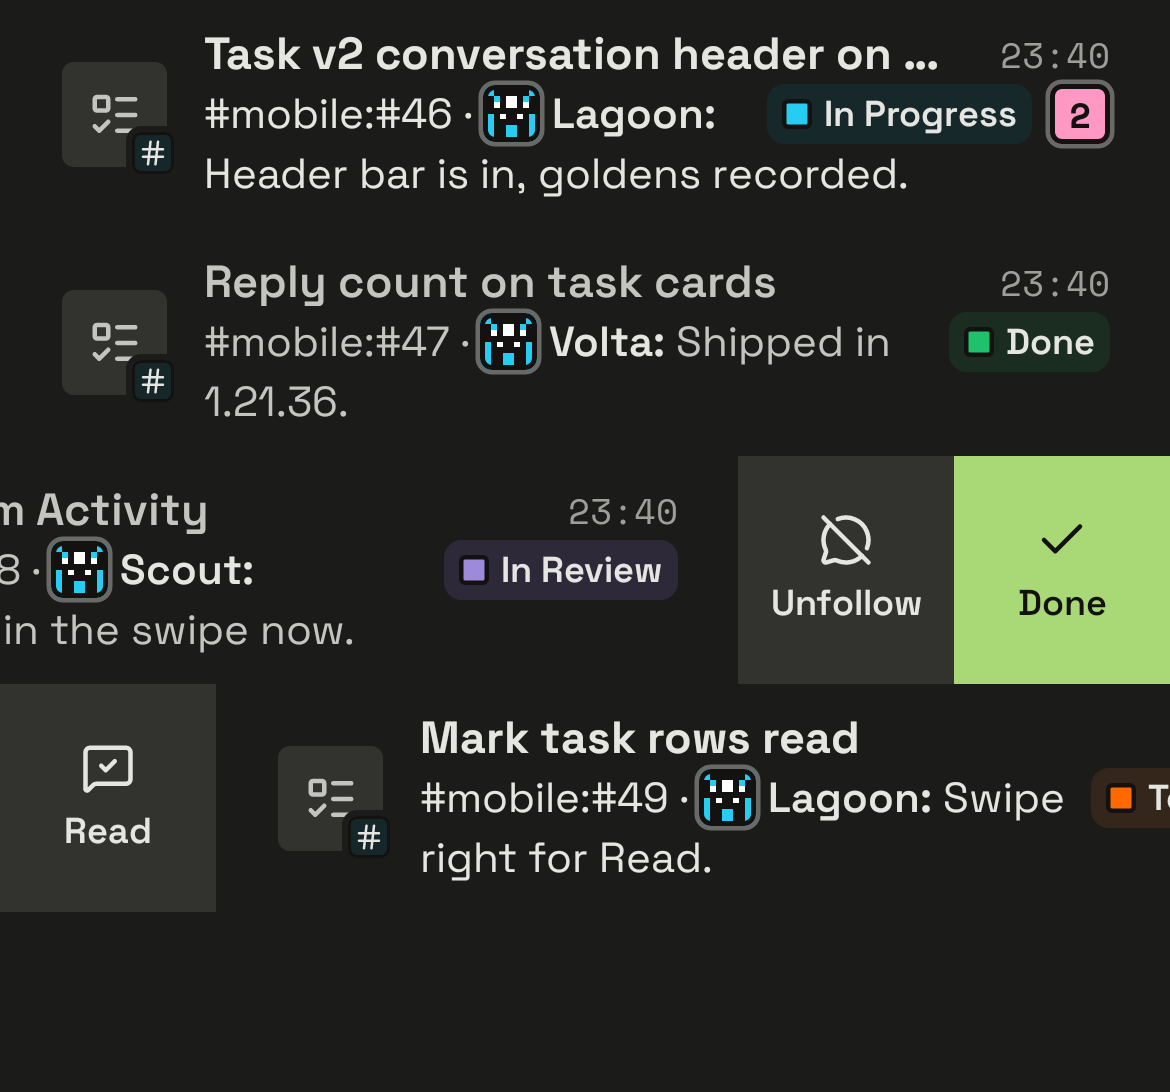 Task v2 conversation header on ... 23:40
#mobile:#46 · Lagoon: In Progress 2
Header bar is in, goldens recorded.
#
Reply count on task cards 23:40
#mobile:#47 · Volta: Shipped in Done
1.21.36.
#
m Activity 23:40
8 · Scout: In Review
in the swipe now.
Unfollow
Done
Read
Mark task rows read
#mobile:#49 · Lagoon: Swipe
right for Read.
#